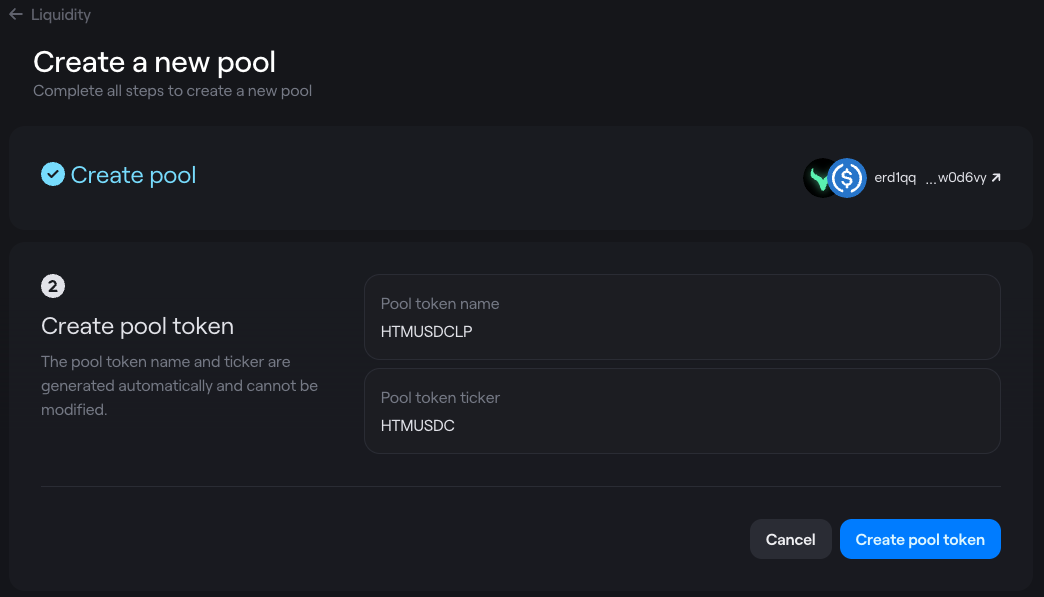 Liquidity
Create a new pool
Complete all steps to create a new pool
Create pool
erd1qq ...w0d6vy
2
Create pool token
The pool token name and ticker are
generated automatically and cannot be
modified.
Pool token name
HTMUSDCLP
Pool token ticker
HTMUSDC
Cancel
Create pool token